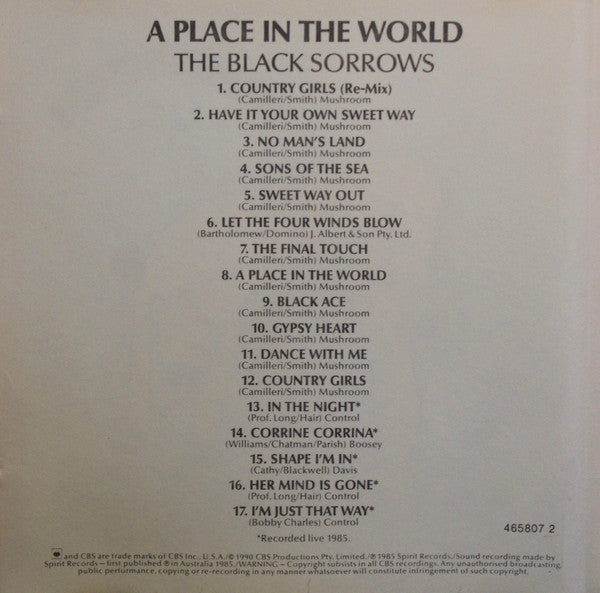 A PLACE IN THE WORLD
THE BLACK SORROWS
1. COUNTRY GIRLS (Re-Mix)
(Camilleri/Smith) Mushroom
2. HAVE IT YOUR OWN SWEET WAY
(Camilleri/Smith) Mushroom
3. NO MAN'S LAND
(Camilleri/Smith) Mushroom
4. SONS OF THE SEA
(Camilleri/Smith) Mushroom
5. SWEET WAY OUT
(Camilleri/Smith) Mushroom
6. LET THE FOUR WINDS BLOW
(Bartholomew/Domino) J. Albert & Son Pty. Ltd.
7. THE FINAL TOUCH
(Camilleri/Smith) Mushroom
8. A PLACE IN THE WORLD
(Camilleri/Smith) Mushroom
9. BLACK ACE
(Camilleri/Smith) Mushroom
10. GYPSY HEART
(Camilleri/Smith) Mushroom
11. DANCE WITH ME
(Camilleri/Smith) Mushroom
12. COUNTRY GIRLS
(Camilleri/Smith) Mushroom
13. IN THE NIGHT*
(Prof. Long/Hair) Control
14. CORRINE CORRINA*
(Williams/Chatman/Parish) Boosey
15. SHAPE I'M IN*
(Cathy/Blackwell) Davis
16. HER MIND IS GONE*
(Prof. Long/Hair) Control
17. I'M JUST THAT WAY*
(Bobby Charles) Control
*Recorded live 1985.
465807 2
and CBS are trade marks of CBS Inc., U.S.A./© 1990 CBS Productions Pty. Limited./℗ 1985 Spirit Records./Sound recording made by
Spirit Records – first published ℗ in Australia 1985./WARNING – Copyright subsists in all CBS recordings. Any unauthorised broadcasting,
public performance, copying or re-recording in any manner whatsoever will constitute infringement of such copyright.